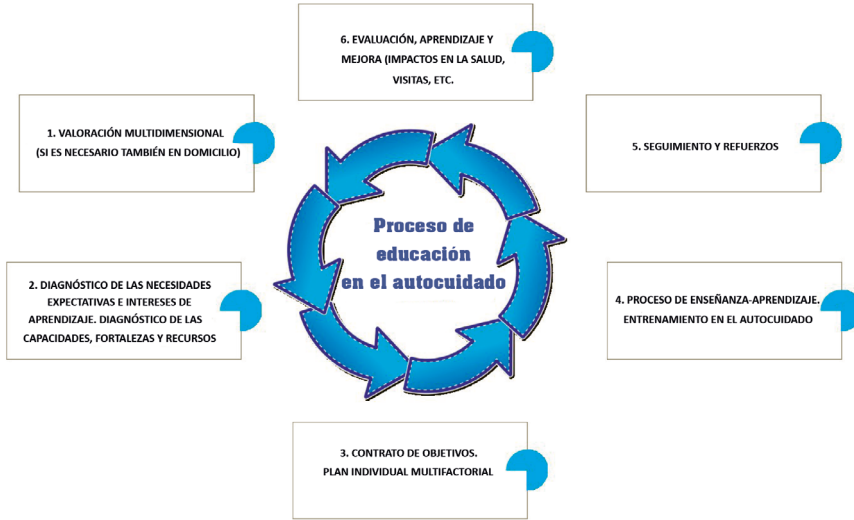 6. EVALUACIÓN, APRENDIZAJE Y
MEJORA (IMPACTOS EN LA SALUD,
VISITAS, ETC.
1. VALORACIÓN MULTIDIMENSIONAL
(SI ES NECESARIO TAMBIÉN EN DOMICILIO)
5. SEGUIMIENTO Y REFUERZOS
Proceso de
educación
en el autocuidado
2. DIAGNÓSTICO DE LAS NECESIDADES
EXPECTATIVAS E INTERESES DE
APRENDIZAJE. DIAGNÓSTICO DE LAS
CAPACIDADES, FORTALEZAS Y RECURSOS
4. PROCESO DE ENSEÑANZA-APRENDIZAJE.
ENTRENAMIENTO EN EL AUTOCUIDADO
3. CONTRATO DE OBJETIVOS.
PLAN INDIVIDUAL MULTIFACTORIAL